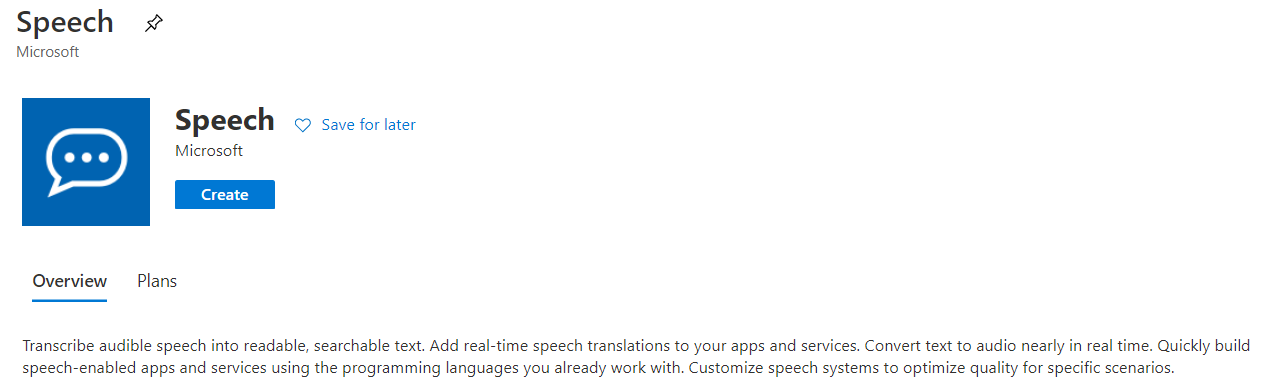 Speech
Microsoft
Speech
Save for later
Microsoft
Create
Overview
Plans
Transcribe audible speech into readable, searchable text. Add real-time speech translations to your apps and services. Convert text to audio nearly in real time. Quickly build
speech-enabled apps and services using the programming languages you already work with. Customize speech systems to optimize quality for specific scenarios.